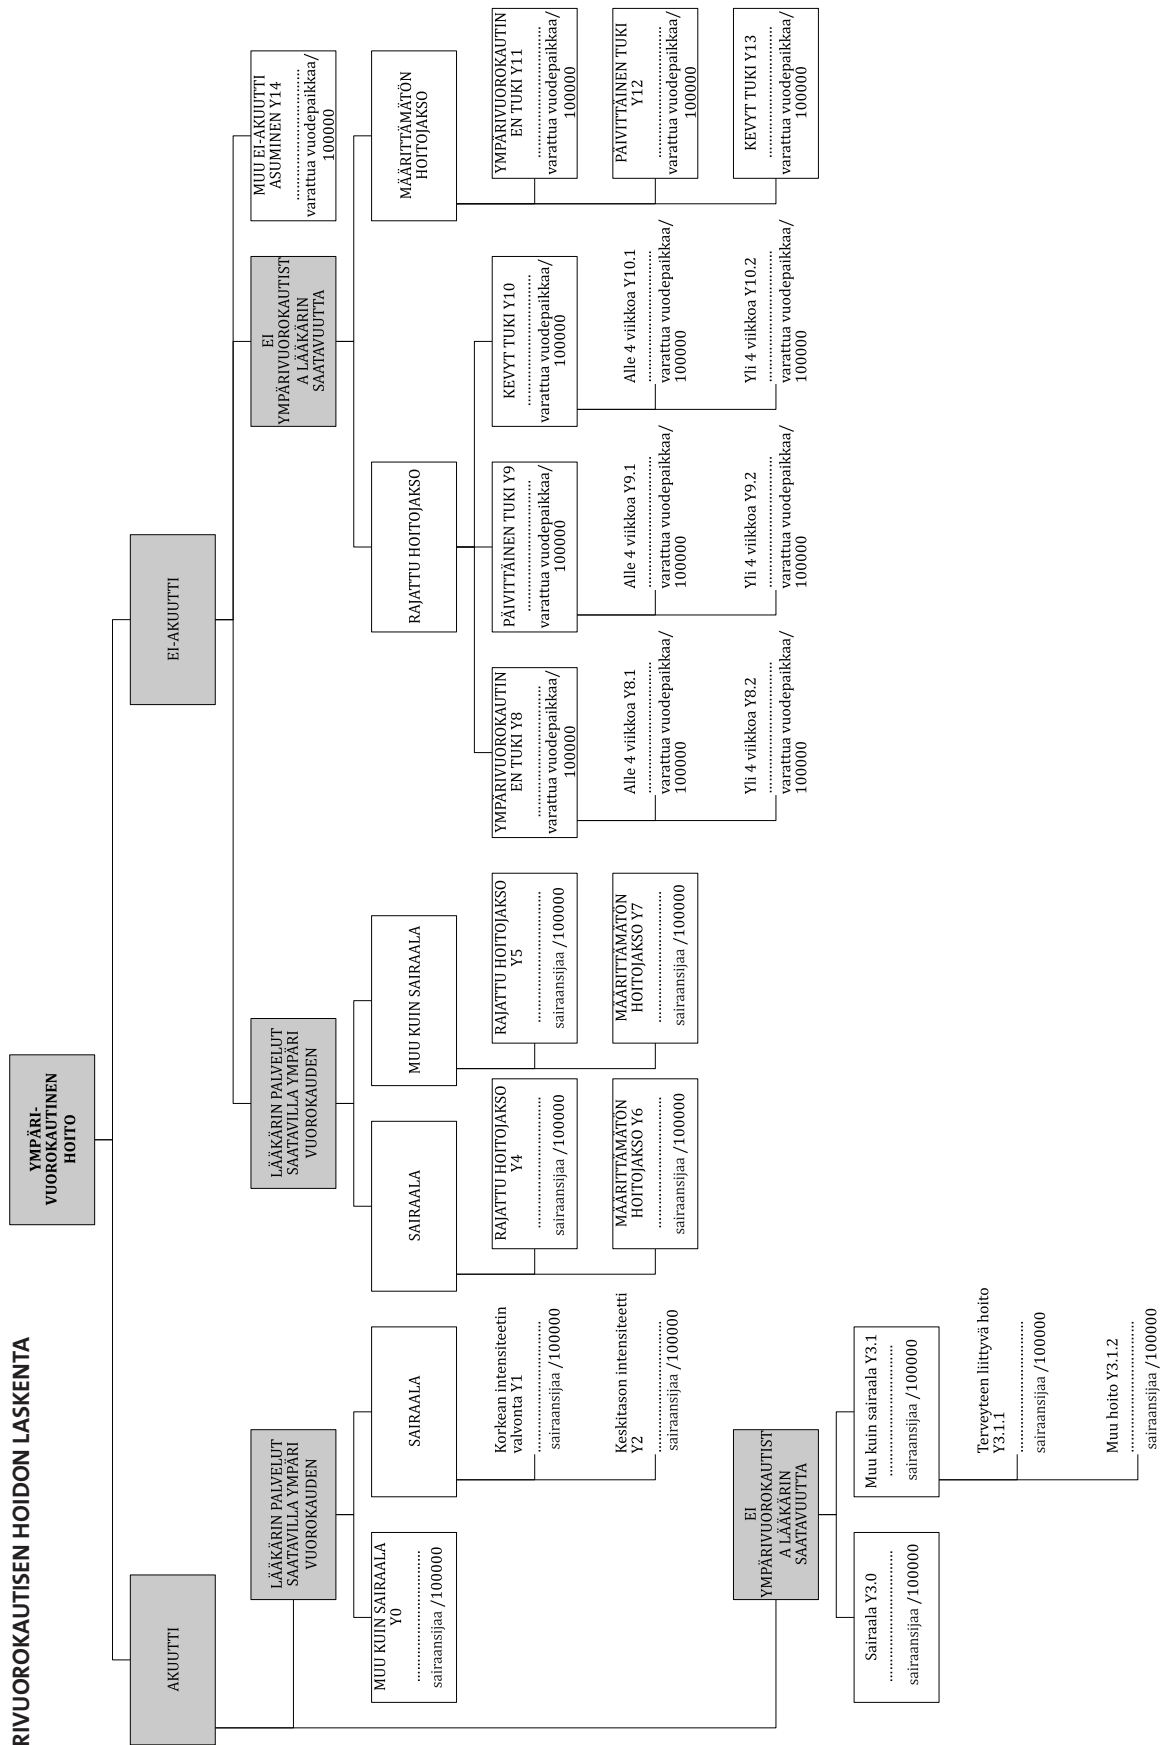 RIVUOROKAUTISEN HOIDON LASKENTA
YMPÄRI-
VUOROKAUTINEN
HOITO
AKUUTTI
LÄÄKÄRIN PALVELUT
SAATAVILLA YMPÄRI
VUOROKAUDEN
MUU KUIN SAIRAALA
Y0
..............................
sairaansijaa /100000
SAIRAALA
Korkean intensiteetin
valvonta Y1
..............................
sairaansijaa /100000
Keskitason intensiteetti
Y2
..............................
sairaansijaa /100000
EI
YMPÄRIVUOROKAUTIST
A LÄÄKÄRIN
SAATAVUUTTA
Sairaala Y3.0
..............................
sairaansijaa /100000
Muu kuin sairaala Y3.1
..............................
sairaansijaa /100000
Terveyteen liittyvä hoito
Y3.1.1
..............................
sairaansijaa /100000
Muu hoito Y3.1.2
..............................
sairaansijaa /100000
EI-AKUUTTI
LÄÄKÄRIN PALVELUT
SAATAVILLA YMPÄRI
VUOROKAUDEN
SAIRAALA
RAJATTU HOITOJAKSO
Y4
..............................
sairaansijaa /100000
MÄÄRITTÄMÄTÖN
HOITOJAKSO Y6
..............................
sairaansijaa /100000
MUU KUIN SAIRAALA
RAJATTU HOITOJAKSO
Y5
..............................
sairaansijaa /100000
MÄÄRITTÄMÄTÖN
HOITOJAKSO Y7
..............................
sairaansijaa /100000
EI
YMPÄRIVUOROKAUTIST
A LÄÄKÄRIN
SAATAVUUTTA
RAJATTU HOITOJAKSO
YMPÄRIVUOROKAUTIN
EN TUKI Y8
..............................
varattua vuodepaikkaa/
100000
Alle 4 viikkoa Y8.1
..............................
varattua vuodepaikkaa/
100000
Yli 4 viikkoa Y8.2
..............................
varattua vuodepaikkaa/
100000
PÄIVITTÄINEN TUKI Y9
..............................
varattua vuodepaikkaa/
100000
Alle 4 viikkoa Y9.1
..............................
varattua vuodepaikkaa/
100000
Yli 4 viikkoa Y9.2
..............................
varattua vuodepaikkaa/
100000
KEVYT TUKI Y10
..............................
varattua vuodepaikkaa/
100000
Alle 4 viikkoa Y10.1
..............................
varattua vuodepaikkaa/
100000
Yli 4 viikkoa Y10.2
..............................
varattua vuodepaikkaa/
100000
MÄÄRITTÄMÄTÖN
HOITOJAKSO
YMPÄRIVUOROKAUTIN
EN TUKI Y11
..............................
varattua vuodepaikkaa/
100000
PÄIVITTÄINEN TUKI
Y12
..............................
varattua vuodepaikkaa/
100000
KEVYT TUKI Y13
..............................
varattua vuodepaikkaa/
100000
MUU EI-AKUUTTI
ASUMINEN Y14
..............................
varattua vuodepaikkaa/
100000